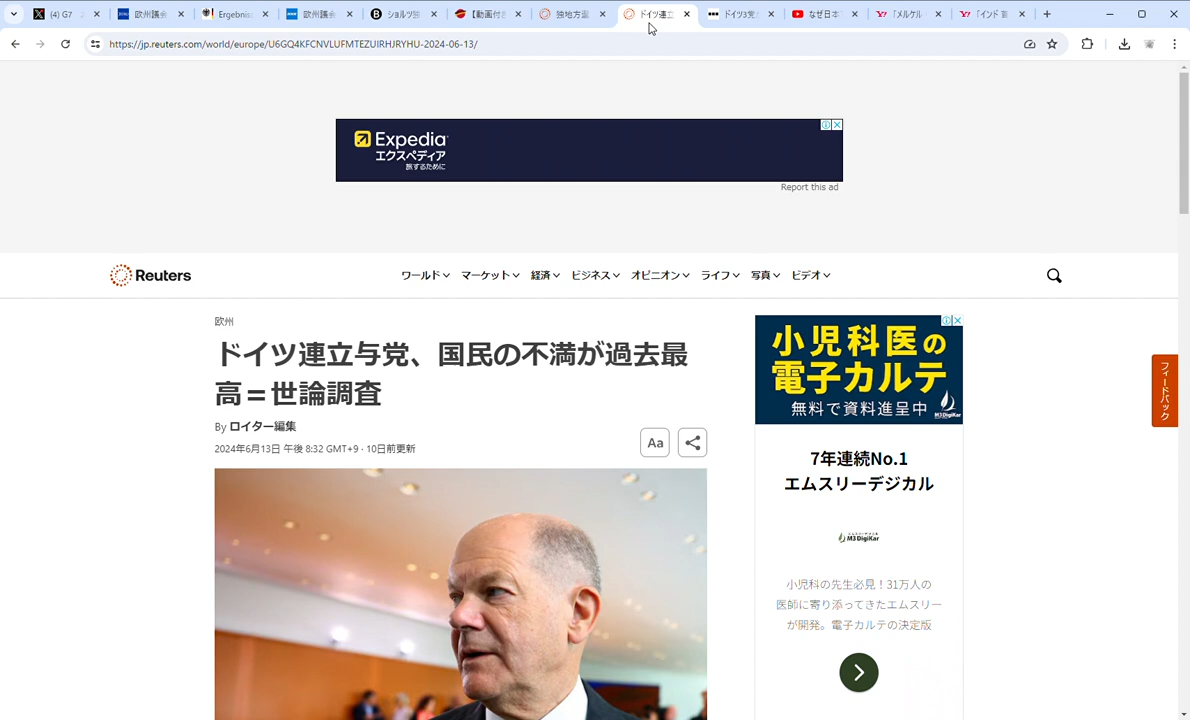 (4) G7
欧州議会
Ergebnis
欧州議会
ショルツ独
【動画付き
独地方選
ドイツ連立
ドイツ3党
なぜ日本
「メルケル
「インド 首
https://jp.reuters.com/world/europe/U6GQ4KFCNVLUFMTEZUIRHJRYHU-2024-06-13/
Expedia
エクスペディア
旅するために
Report this ad
Reuters
ワールド マーケット 経済 ビジネス オピニオン ライフ 写真 ビデオ
欧州
ドイツ連立与党、国民の不満が過去最
高＝世論調査
By ロイター編集
2024年6月13日 午後 8:32 GMT+9 · 10日前更新
Aa
小児科医の
電子カルテ
無料で資料進呈中
M3 DigiKar
7年連続No.1
エムスリーデジカル
M3 DigiKar
小児科の先生必見！31万人の
医師に寄り添ってきたエムスリー
が開発。電子カルテの決定版
フィードバック